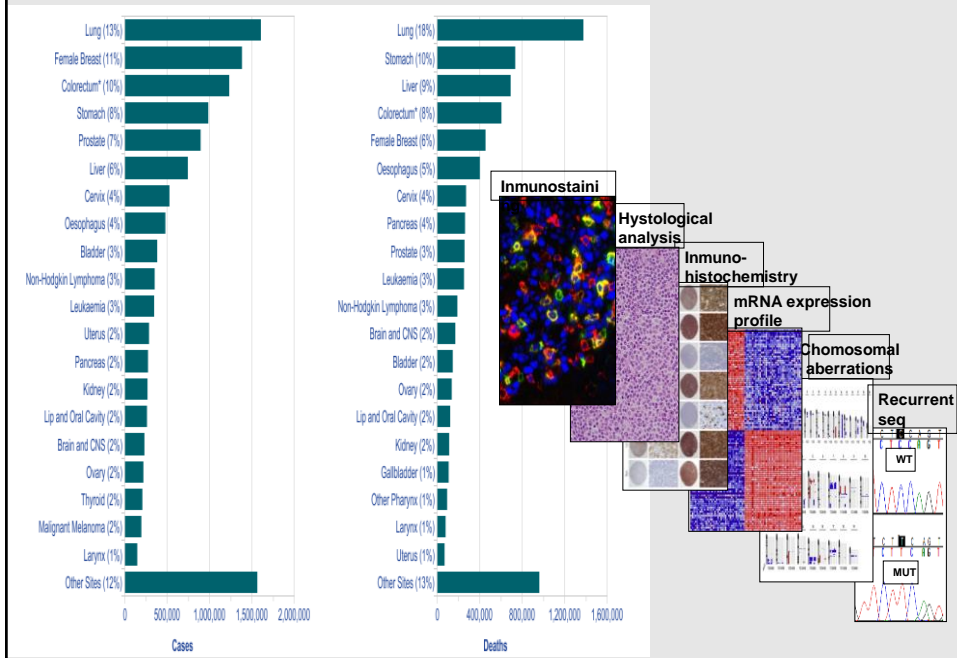 Lung (13%)
Female Breast (11%)
Colorectum* (10%)
Stomach (8%)
Prostate (7%)
Liver (6%)
Cervix (4%)
Oesophagus (4%)
Bladder (3%)
Non-Hodgkin Lymphoma (3%)
Leukaemia (3%)
Uterus (2%)
Pancreas (2%)
Kidney (2%)
Lip and Oral Cavity (2%)
Brain and CNS (2%)
Ovary (2%)
Thyroid (2%)
Malignant Melanoma (2%)
Larynx (1%)
Other Sites (12%)
0 500,000 1,000,000 1,500,000 2,000,000
Cases
Lung (18%)
Stomach (10%)
Liver (9%)
Colorectum* (8%)
Female Breast (6%)
Oesophagus (5%)
Cervix (4%)
Pancreas (4%)
Prostate (3%)
Leukaemia (3%)
Non-Hodgkin Lymphoma (3%)
Brain and CNS (2%)
Bladder (2%)
Ovary (2%)
Lip and Oral Cavity (2%)
Kidney (2%)
Gallbladder (1%)
Other Pharynx (1%)
Larynx (1%)
Uterus (1%)
Other Sites (13%)
0 400,000 800,000 1,200,000 1,600,000
Deaths
Inmunostaini
Hystological
analysis
Inmuno-
histochemistry
mRNA expression
profile
Chomosomal
aberrations
Recurrent
seq
WT
MUT